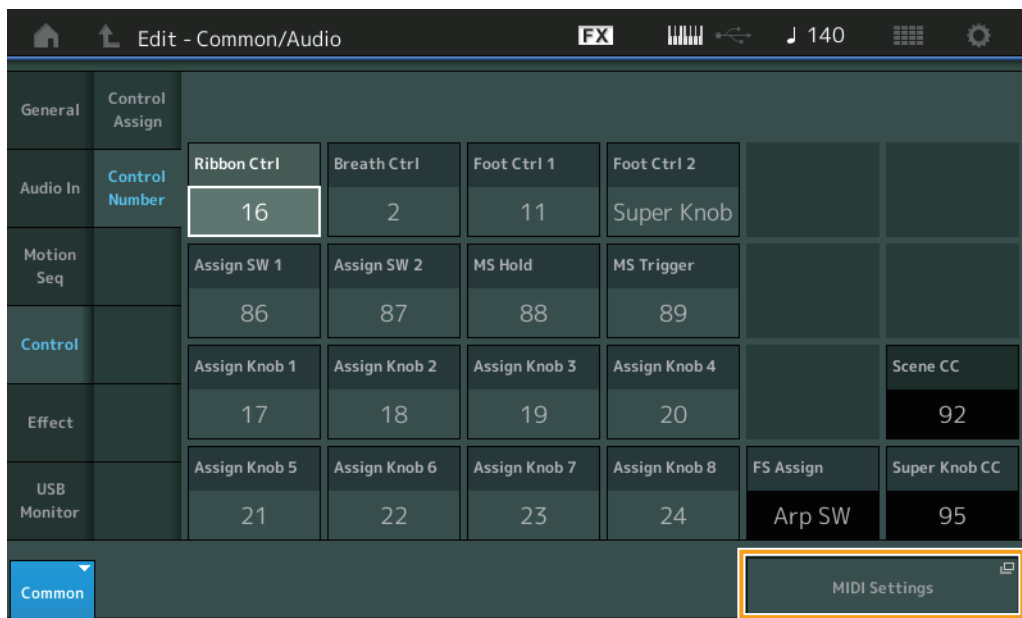 Edit - Common/Audio FX ♩ 140
General
Control
Assign
Audio In
Control
Number
Motion
Seq
Control
Effect
USB
Monitor
Ribbon Ctrl Breath Ctrl Foot Ctrl 1 Foot Ctrl 2
16 2 11 Super Knob
Assign SW 1 Assign SW 2 MS Hold MS Trigger
86 87 88 89
Assign Knob 1 Assign Knob 2 Assign Knob 3 Assign Knob 4 Scene CC
17 18 19 20 92
Assign Knob 5 Assign Knob 6 Assign Knob 7 Assign Knob 8 FS Assign Super Knob CC
21 22 23 24 Arp SW 95
Common MIDI Settings